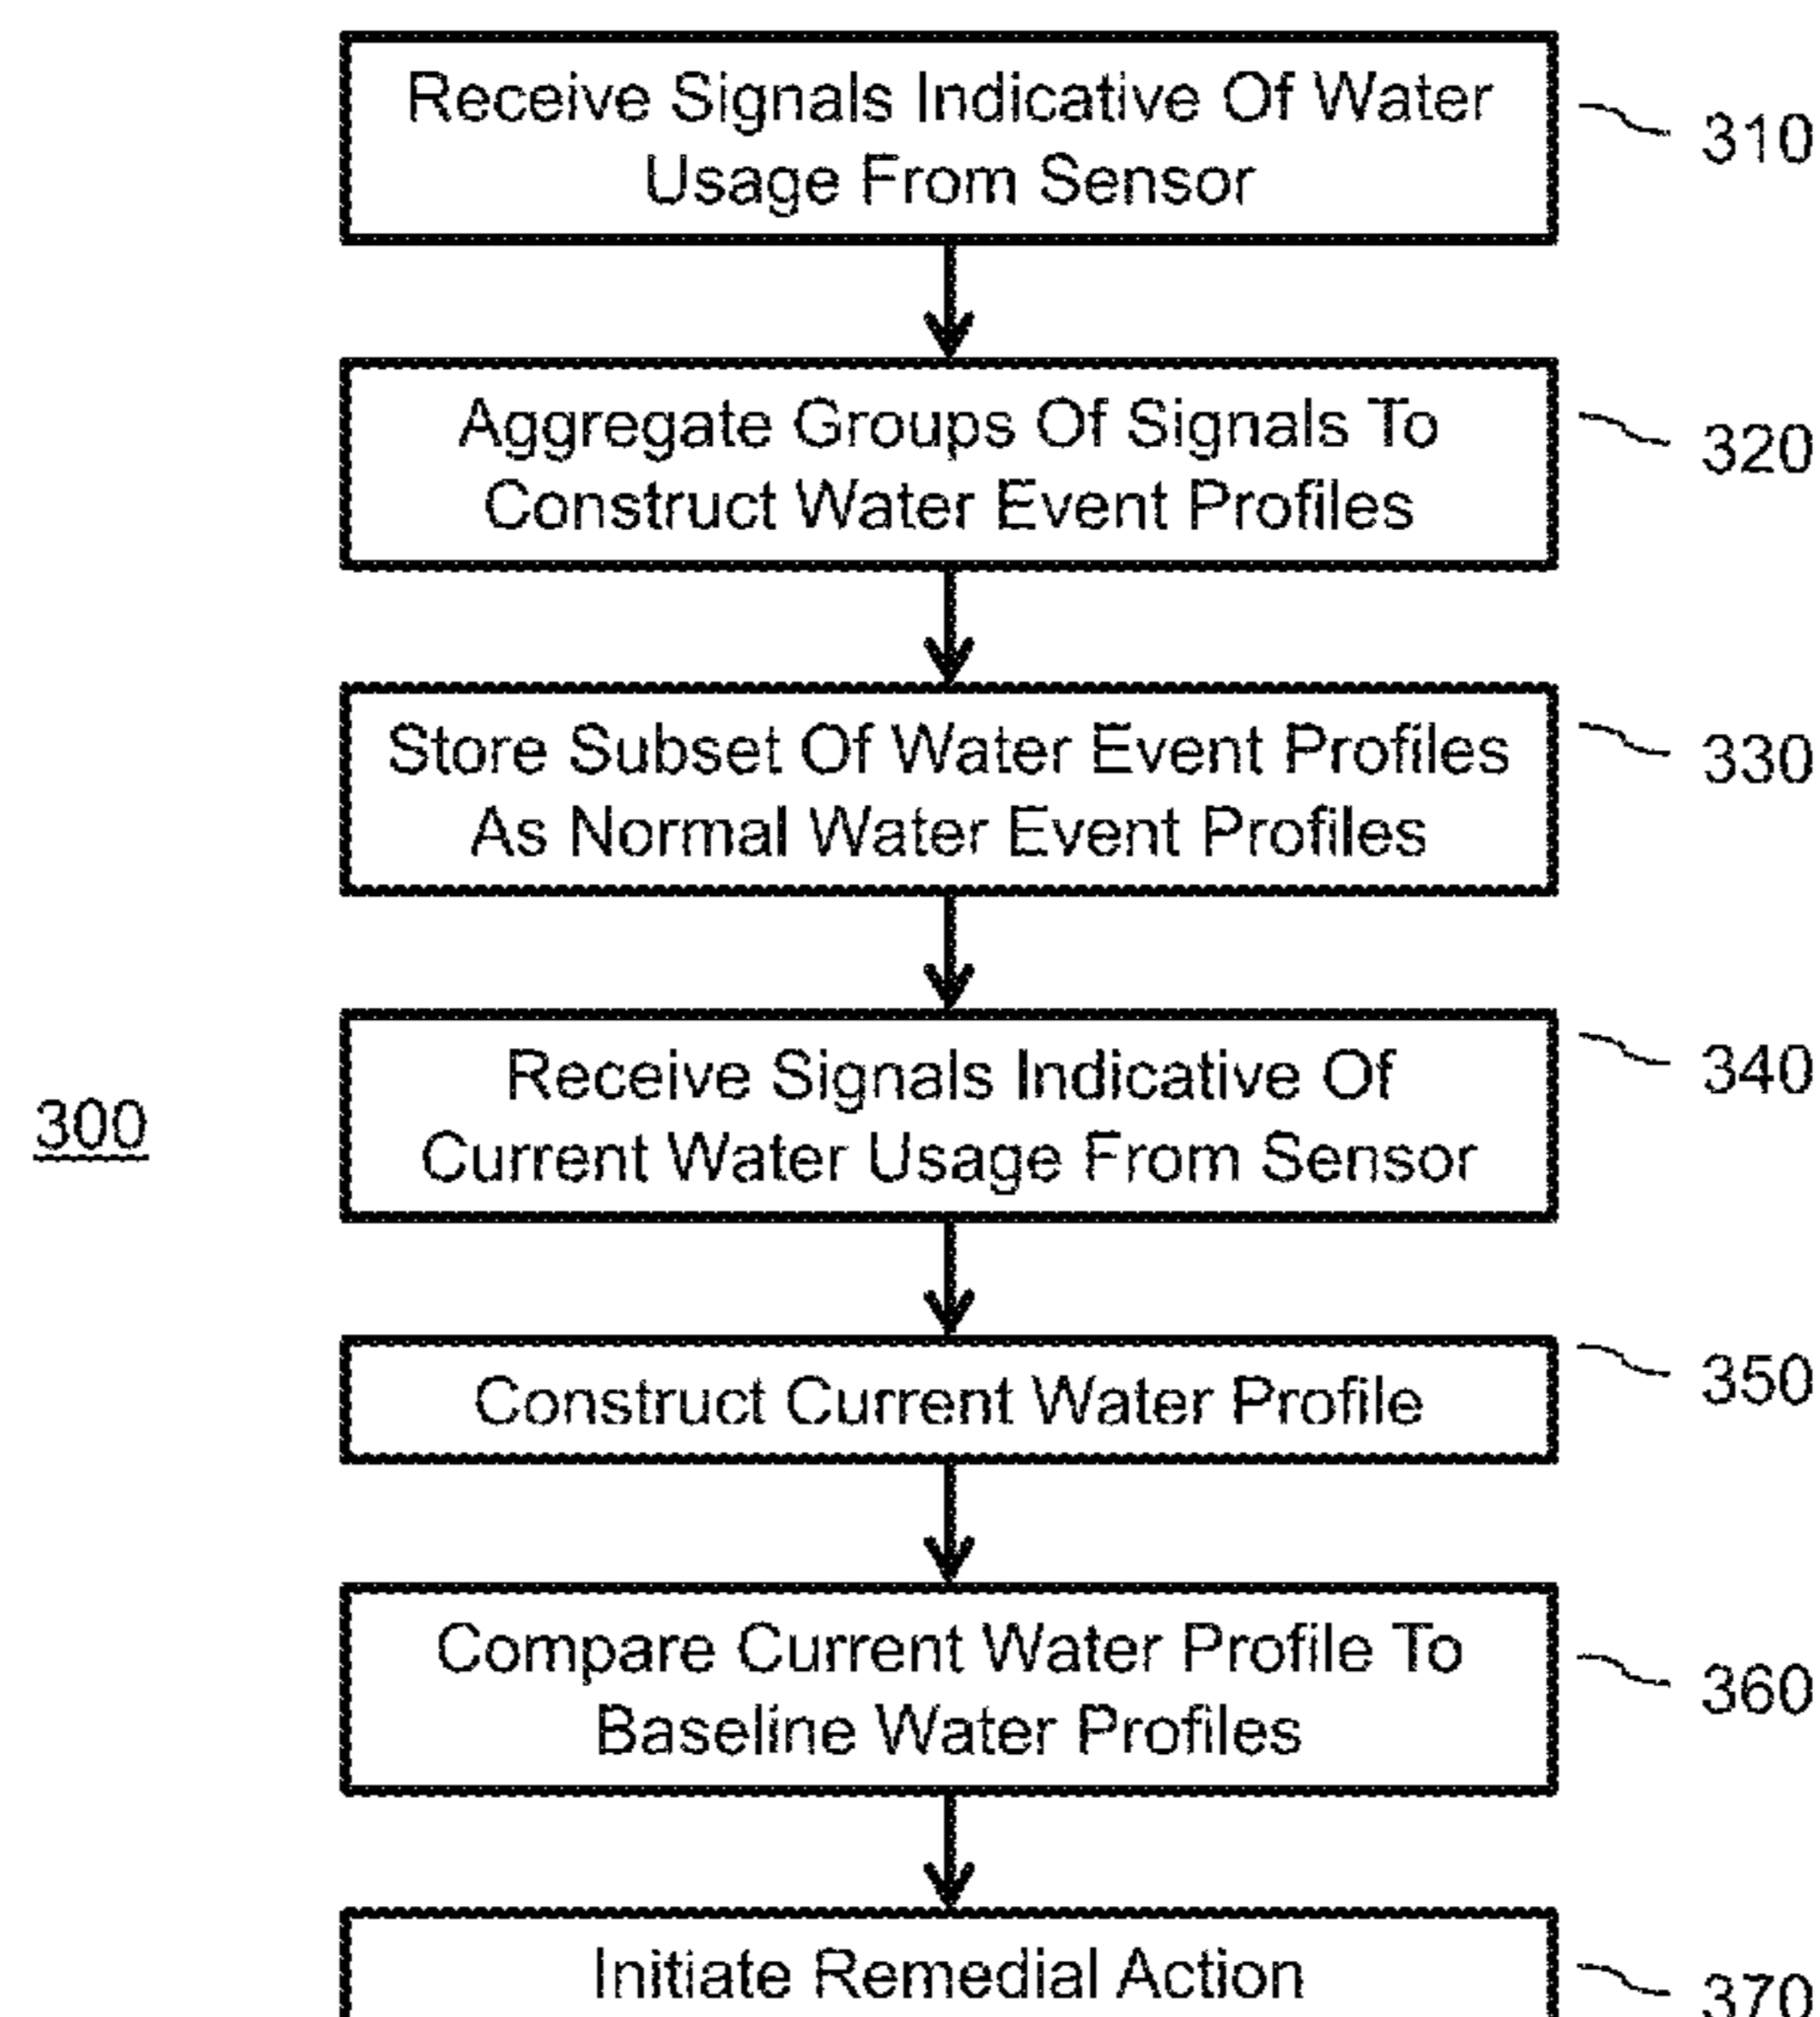 Receive Signals Indicative Of Water
Usage From Sensor
310
Aggregate Groups Of Signals To
Construct Water Event Profiles
320
Store Subset Of Water Event Profiles
As Normal Water Event Profiles
330
Receive Signals Indicative Of
Current Water Usage From Sensor
340
300
Construct Current Water Profile
350
Compare Current Water Profile To
Baseline Water Profiles
360
Initiate Remedial Action
370